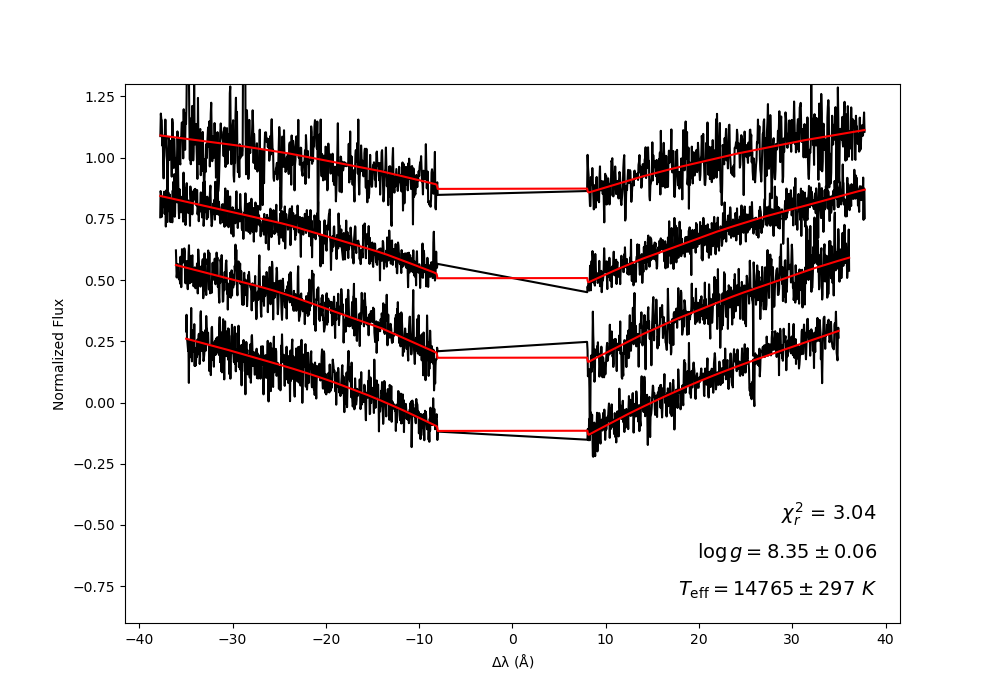 1.25
1.00
0.75
0.50
0.25
0.00
−0.25
−0.50
−0.75
Normalized Flux
χ²ᵣ = 3.04
log g = 8.35 ± 0.06
T_eff = 14765 ± 297 K
−40 −30 −20 −10 0 10 20 30 40
Δλ (Å)